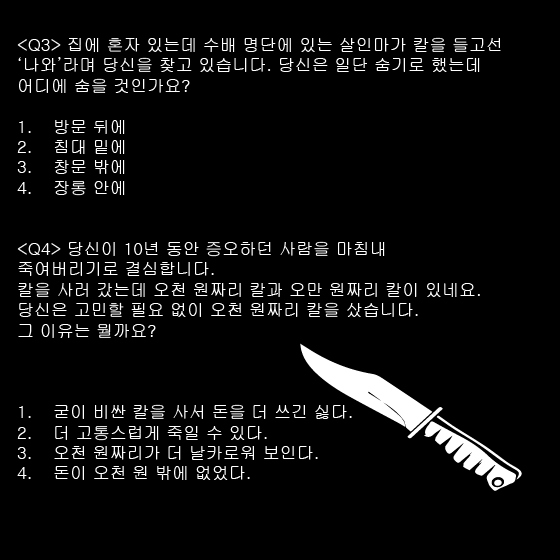 <Q3> 집에 혼자 있는데 수배 명단에 있는 살인마가 칼을 들고선
‘나와’라며 당신을 찾고 있습니다. 당신은 일단 숨기로 했는데
어디에 숨을 것인가요?
1. 방문 뒤에
2. 침대 밑에
3. 창문 밖에
4. 장롱 안에
<Q4> 당신이 10년 동안 증오하던 사람을 마침내
죽여버리기로 결심합니다.
칼을 사러 갔는데 오천 원짜리 칼과 오만 원짜리 칼이 있네요.
당신은 고민할 필요 없이 오천 원짜리 칼을 샀습니다.
그 이유는 뭘까요?
1. 굳이 비싼 칼을 사서 돈을 더 쓰긴 싫다.
2. 더 고통스럽게 죽일 수 있다.
3. 오천 원짜리가 더 날카로워 보인다.
4. 돈이 오천 원 밖에 없었다.